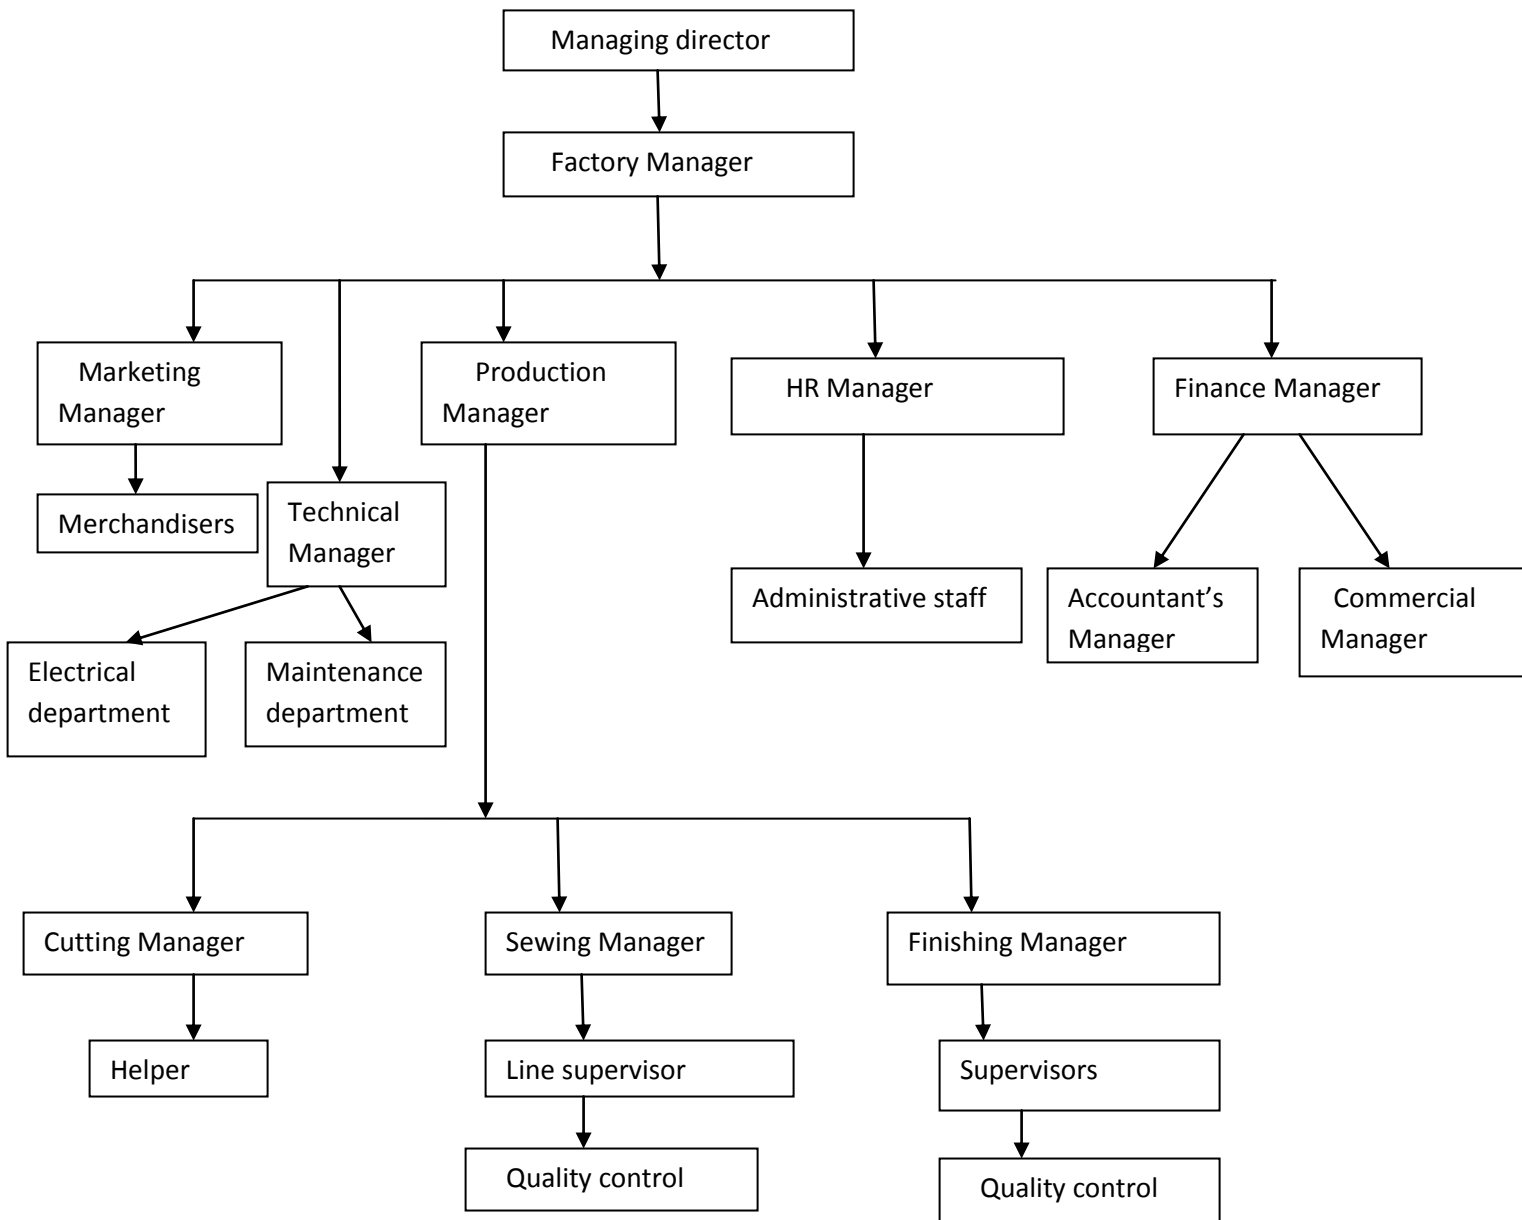 Managing director
Factory Manager
Marketing
Manager
Production
Manager
HR Manager
Finance Manager
Merchandisers
Technical
Manager
Administrative staff
Accountant’s
Manager
Commercial
Manager
Electrical
department
Maintenance
department
Cutting Manager
Sewing Manager
Finishing Manager
Helper
Line supervisor
Supervisors
Quality control
Quality control